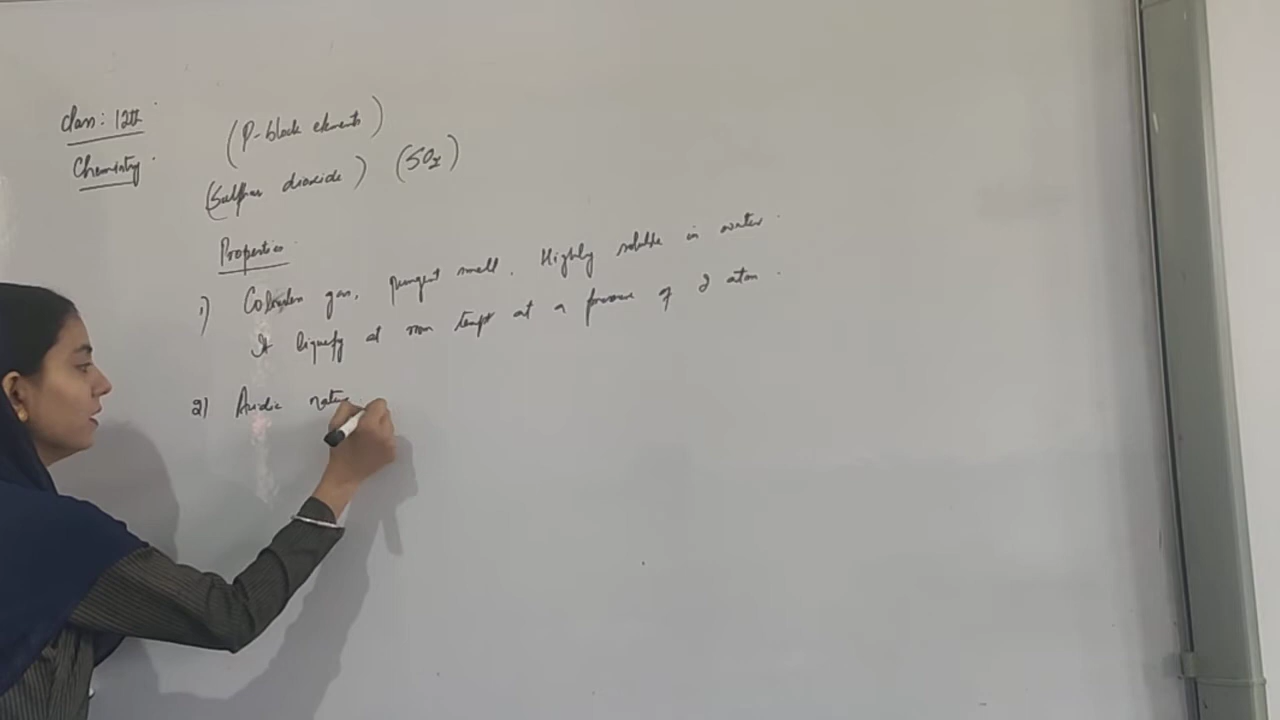 Class: 12th
Chemistry
(P-block elements)
(Sulphur dioxide) (SO2)
Properties
1) Colourless gas, pungent smell. Highly soluble in water.
It liquefy at room tempt at a pressure of 2 atm.
2) Acidic nature